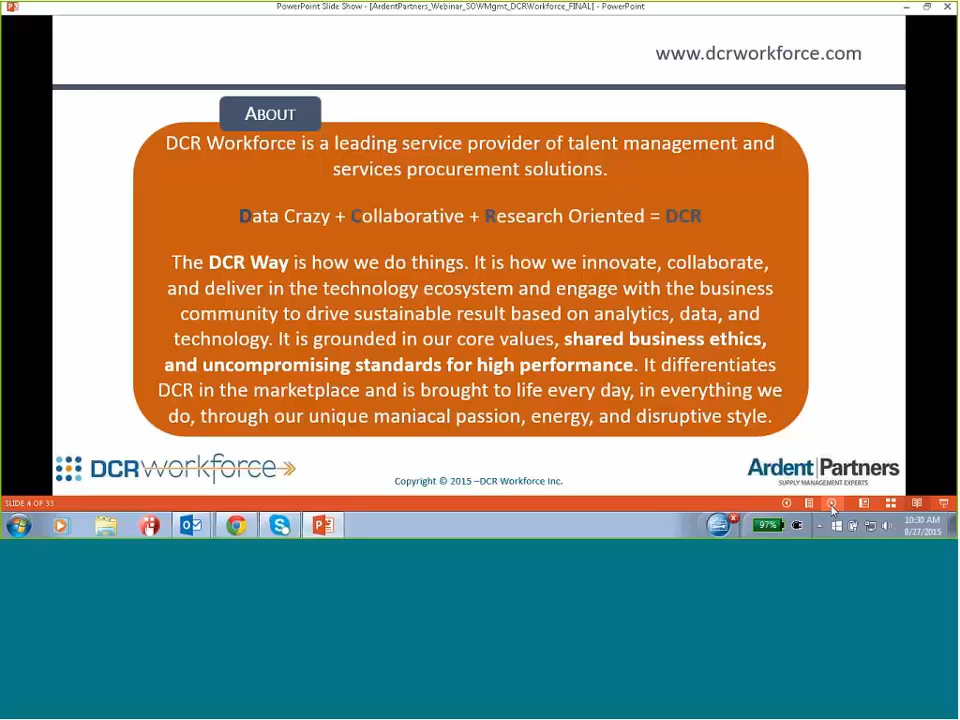 PowerPoint Slide Show - [ArdentPartners_Webinar_SOWMgmt_DCRWorkforce_FINAL] - PowerPoint
www.dcrworkforce.com
ABOUT
DCR Workforce is a leading service provider of talent management and
services procurement solutions.
Data Crazy + Collaborative + Research Oriented = DCR
The DCR Way is how we do things. It is how we innovate, collaborate,
and deliver in the technology ecosystem and engage with the business
community to drive sustainable result based on analytics, data, and
technology. It is grounded in our core values, shared business ethics,
and uncompromising standards for high performance. It differentiates
DCR in the marketplace and is brought to life every day, in everything we
do, through our unique maniacal passion, energy, and disruptive style.
DCRworkforce
Copyright © 2015 –DCR Workforce Inc.
Ardent|Partners
SUPPLY MANAGEMENT EXPERTS
SLIDE 4 OF 33
97%
10:30 AM
8/27/2015